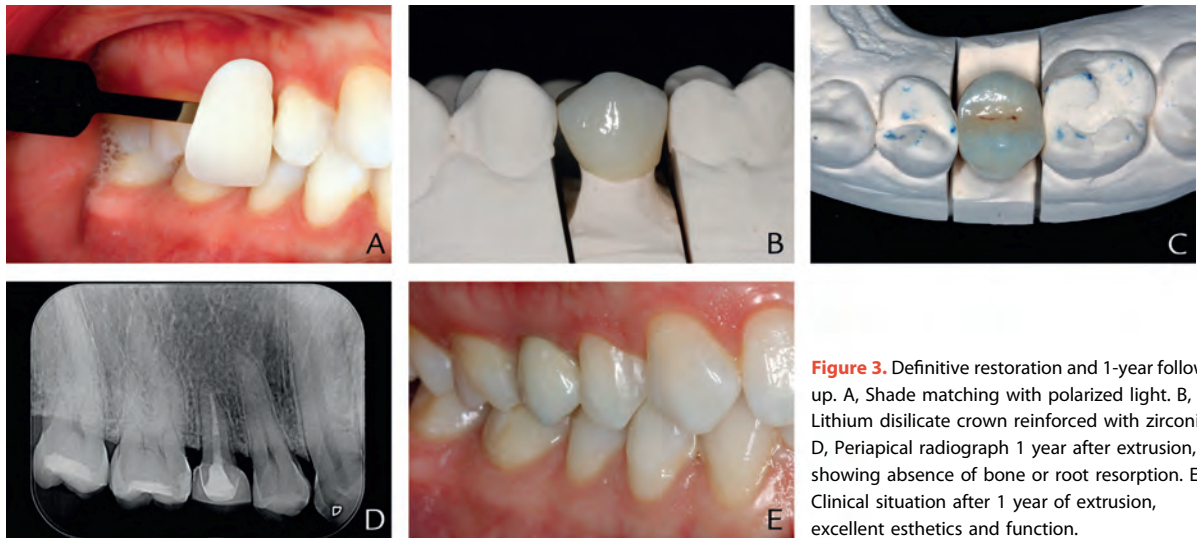 A
B
C
D
D
E
Figure 3. Definitive restoration and 1-year follow
up. A, Shade matching with polarized light. B,
Lithium disilicate crown reinforced with zirconi
D, Periapical radiograph 1 year after extrusion,
showing absence of bone or root resorption. E
Clinical situation after 1 year of extrusion,
excellent esthetics and function.